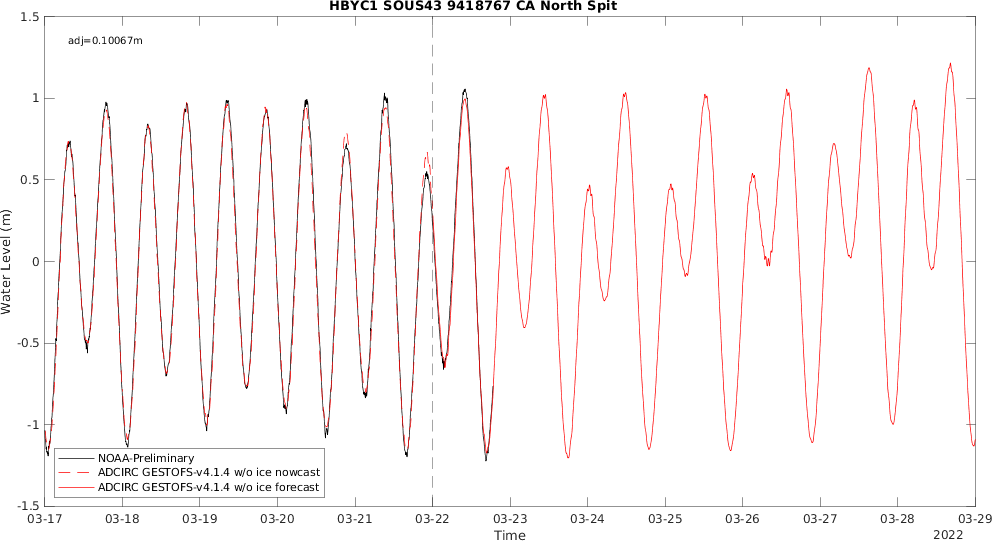 HBYC1 SOUS43 9418767 CA North Spit
adj=0.10067m
1.5
1
0.5
0
-0.5
-1
-1.5
Water Level (m)
NOAA-Preliminary
ADCIRC GESTOFS-v4.1.4 w/o ice nowcast
ADCIRC GESTOFS-v4.1.4 w/o ice forecast
03-17 03-18 03-19 03-20 03-21 03-22 03-23 03-24 03-25 03-26 03-27 03-28 03-29
Time
2022